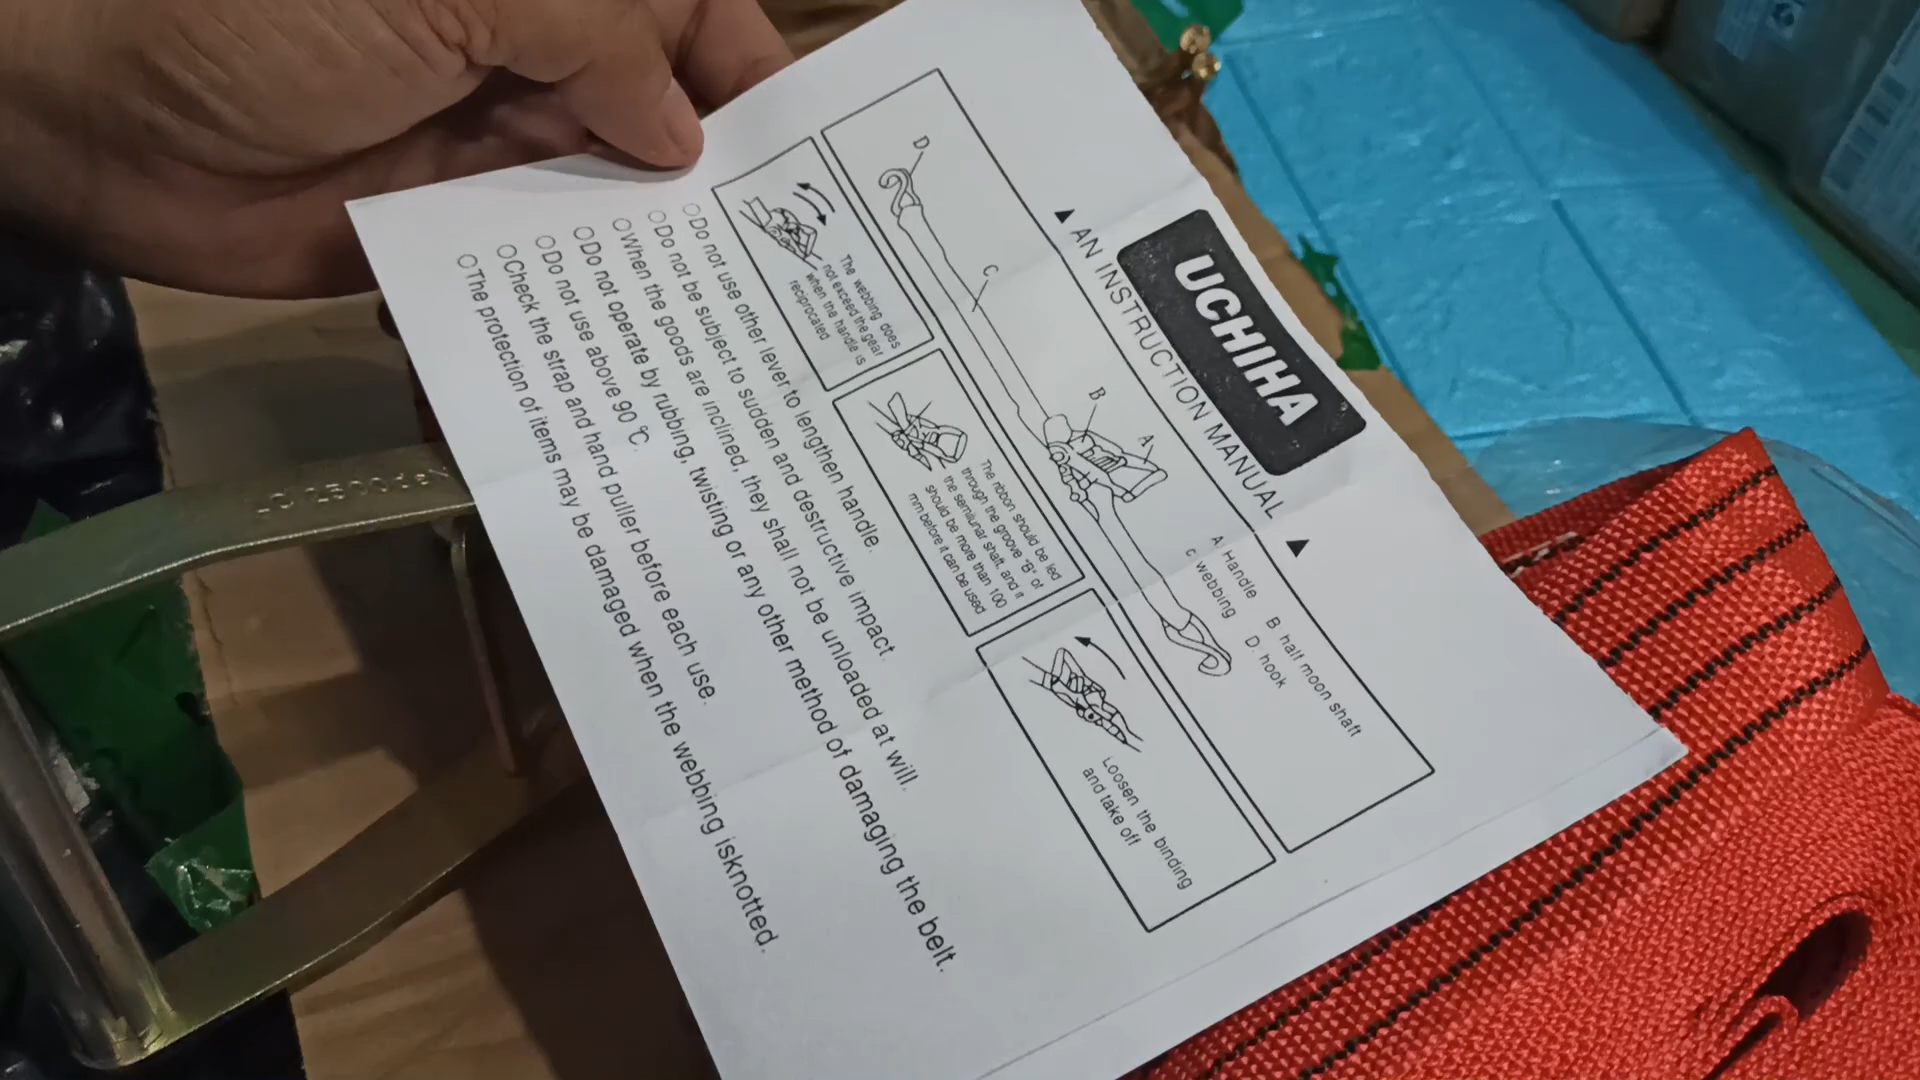 UCHIHA
▲ AN INSTRUCTION MANUAL ▲
A Handle B half moon shaft
c webbing D: hook
D
C
B
A
The webbing does
not exceed the gear
when the handle is
reciprocated
The ribbon should be led
through the groove "B" of
the semilunar shaft, and it
should be more than 100
mm before it can be used
Loosen the binding
and take off
○Do not use other lever to lengthen handle.
○Do not be subject to sudden and destructive impact.
○When the goods are inclined, they shall not be unloaded at will.
○Do not operate by rubbing, twisting or any other method of damaging the belt.
○Do not use above 90 ℃.
○Check the strap and hand puller before each use.
○The protection of items may be damaged when the webbing isknotted.
LC 2500daN